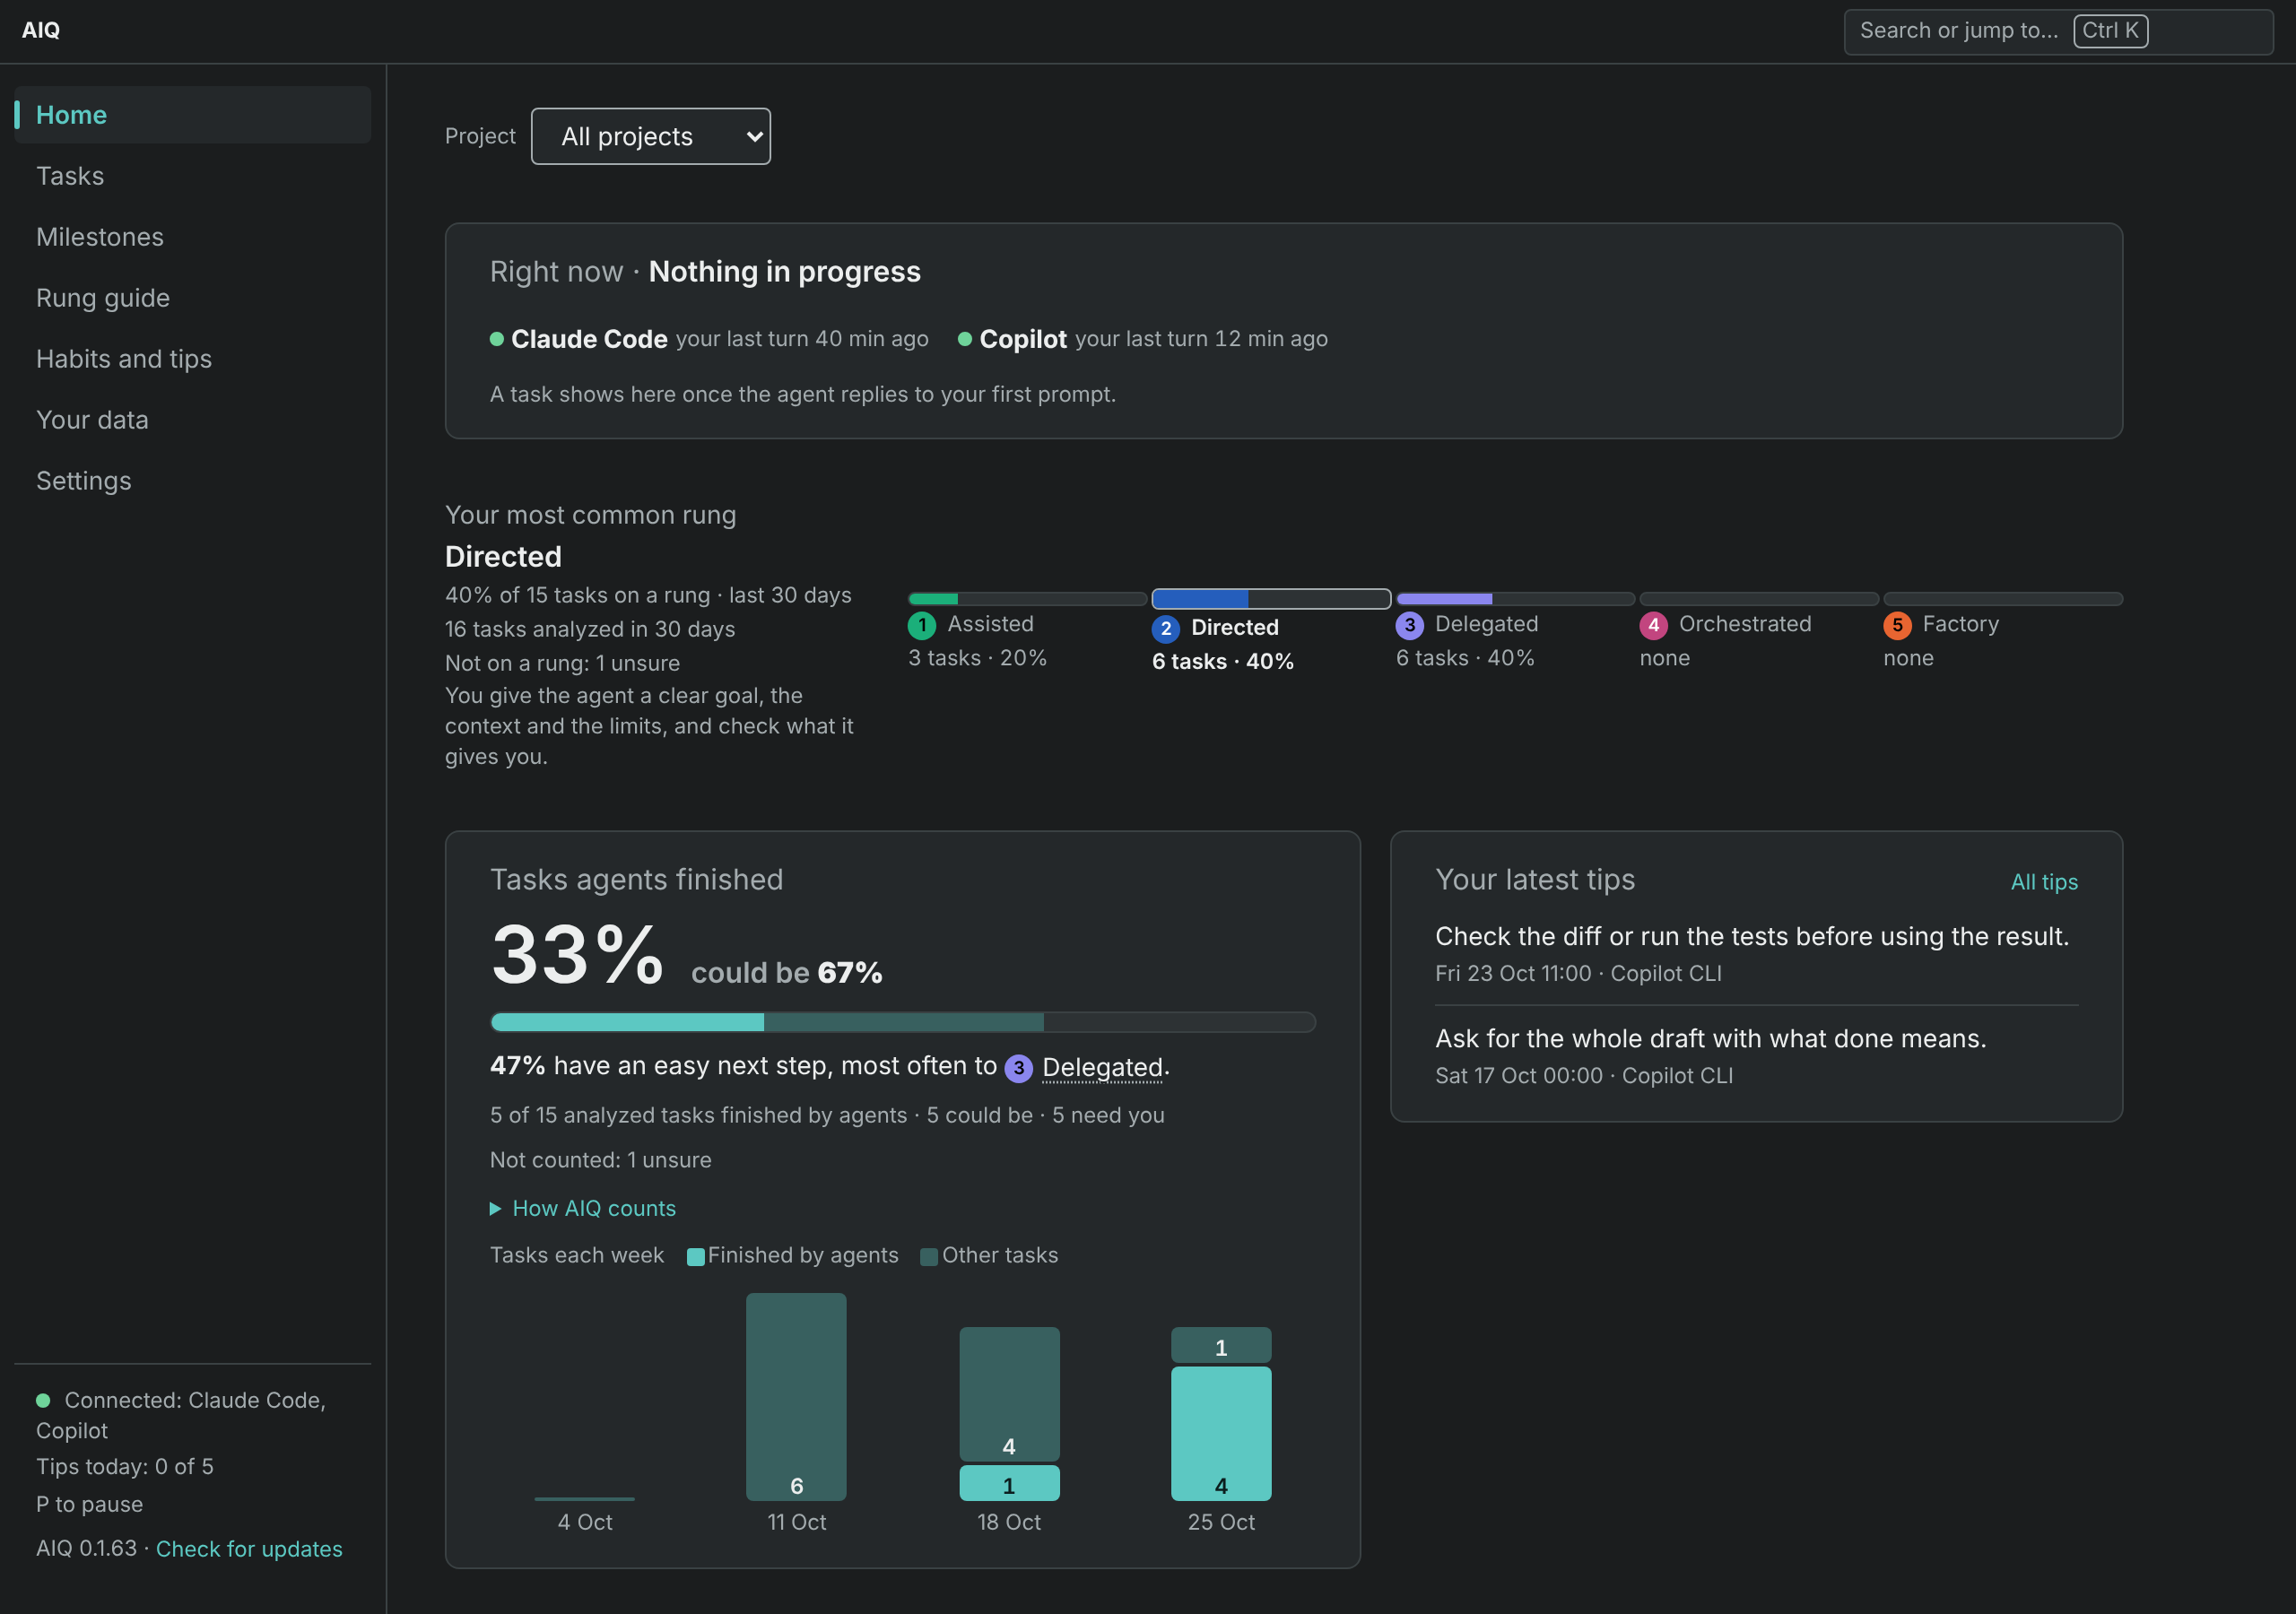 AIQ
Search or jump to... Ctrl K
Home
Tasks
Milestones
Rung guide
Habits and tips
Your data
Settings
Connected: Claude Code,
Copilot
Tips today: 0 of 5
P to pause
AIQ 0.1.63 · Check for updates
Project All projects
Right now · Nothing in progress
Claude Code your last turn 40 min ago Copilot your last turn 12 min ago
A task shows here once the agent replies to your first prompt.
Your most common rung
Directed
40% of 15 tasks on a rung · last 30 days
16 tasks analyzed in 30 days
Not on a rung: 1 unsure
You give the agent a clear goal, the
context and the limits, and check what it
gives you.
1 Assisted
3 tasks · 20%
2 Directed
6 tasks · 40%
3 Delegated
6 tasks · 40%
4 Orchestrated
none
5 Factory
none
Tasks agents finished
33% could be 67%
47% have an easy next step, most often to 3 Delegated.
5 of 15 analyzed tasks finished by agents · 5 could be · 5 need you
Not counted: 1 unsure
How AIQ counts
Tasks each week Finished by agents Other tasks
1
4
6 1 4
4 Oct 11 Oct 18 Oct 25 Oct
Your latest tips All tips
Check the diff or run the tests before using the result.
Fri 23 Oct 11:00 · Copilot CLI
Ask for the whole draft with what done means.
Sat 17 Oct 00:00 · Copilot CLI